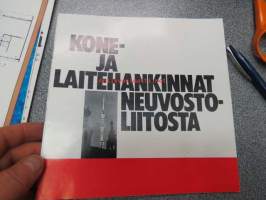 KONE-
JA
LAITEHANKINNAT
NEUVOSTO-
LIITOSTA